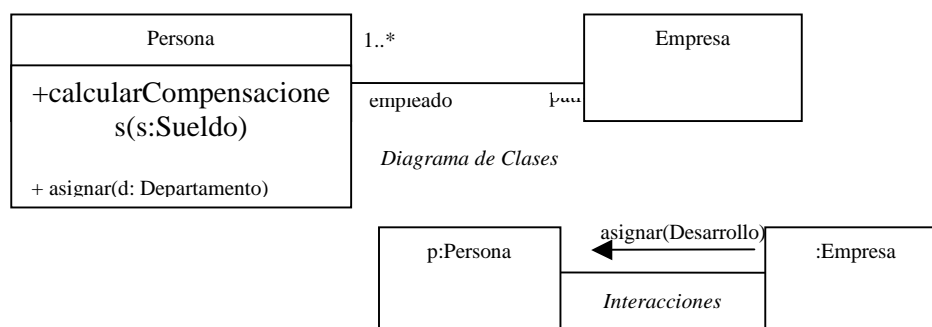 Persona
1..*
Empresa
+calcularCompensacione
s(s:Sueldo)
empleado
Diagrama de Clases
+ asignar(d: Departamento)
asignar(Desarrollo)
p:Persona
:Empresa
Interacciones